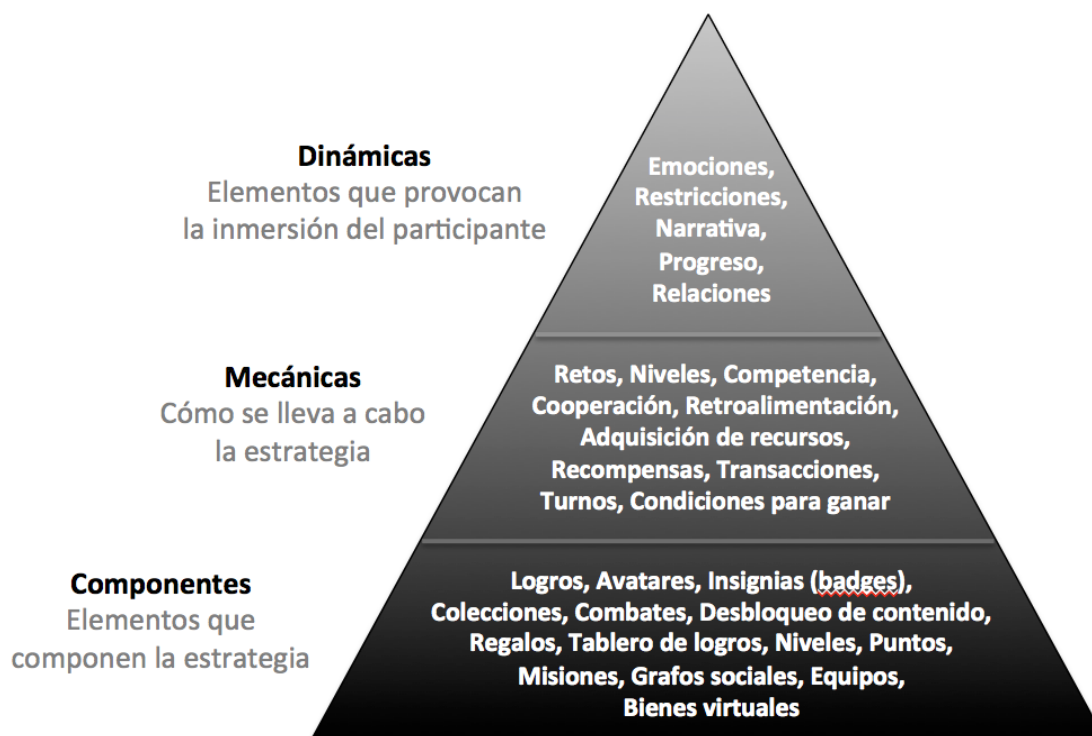 Dinámicas
Elementos que provocan
la inmersión del participante
Emociones,
Restricciones,
Narrativa,
Progreso,
Relaciones
Mecánicas
Cómo se lleva a cabo
la estrategia
Retos, Niveles, Competencia,
Cooperación, Retroalimentación,
Adquisición de recursos,
Recompensas, Transacciones,
Turnos, Condiciones para ganar
Componentes
Elementos que
componen la estrategia
Logros, Avatares, Insignias (badges),
Colecciones, Combates, Desbloqueo de contenido,
Regalos, Tablero de logros, Niveles, Puntos,
Misiones, Grafos sociales, Equipos,
Bienes virtuales